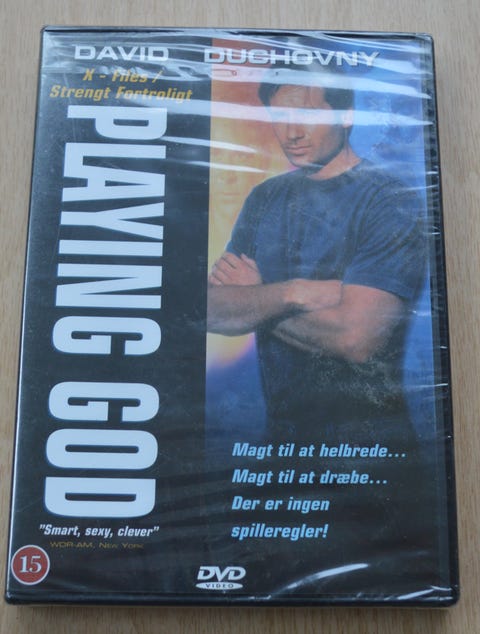 DAVID DUCHOVNY
X - Files /
Strengt Fortroligt
PLAYING GOD
Magt til at helbrede...
Magt til at dræbe...
Der er ingen
spilleregler!
"Smart, sexy, clever"
WDR-AM, New York
15
DVD
VIDEO